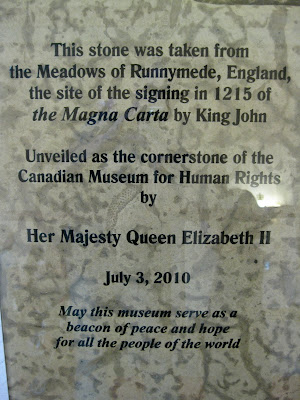 This stone was taken from
the Meadows of Runnymede, England,
the site of the signing in 1215 of
the Magna Carta by King John
Unveiled as the cornerstone of the
Canadian Museum for Human Rights
by
Her Majesty Queen Elizabeth II
July 3, 2010
May this museum serve as a
beacon of peace and hope
for all the people of the world